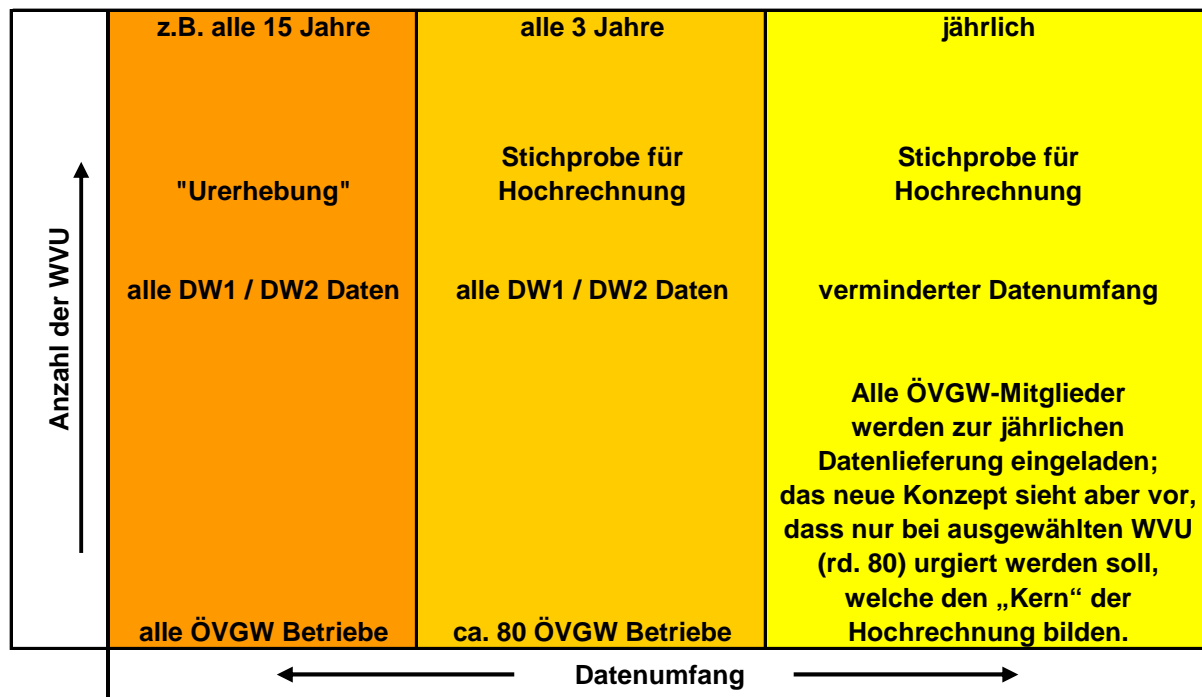 z.B. alle 15 Jahre
"Urerhebung"
alle DW1 / DW2 Daten
alle ÖVGW Betriebe
alle 3 Jahre
Stichprobe für
Hochrechnung
alle DW1 / DW2 Daten
ca. 80 ÖVGW Betriebe
jährlich
Stichprobe für
Hochrechnung
verminderter Datenumfang
Alle ÖVGW-Mitglieder
werden zur jährlichen
Datenlieferung eingeladen;
das neue Konzept sieht aber vor,
dass nur bei ausgewählten WVU
(rd. 80) urgiert werden soll,
welche den „Kern“ der
Hochrechnung bilden.
Anzahl der WVU
Datenumfang